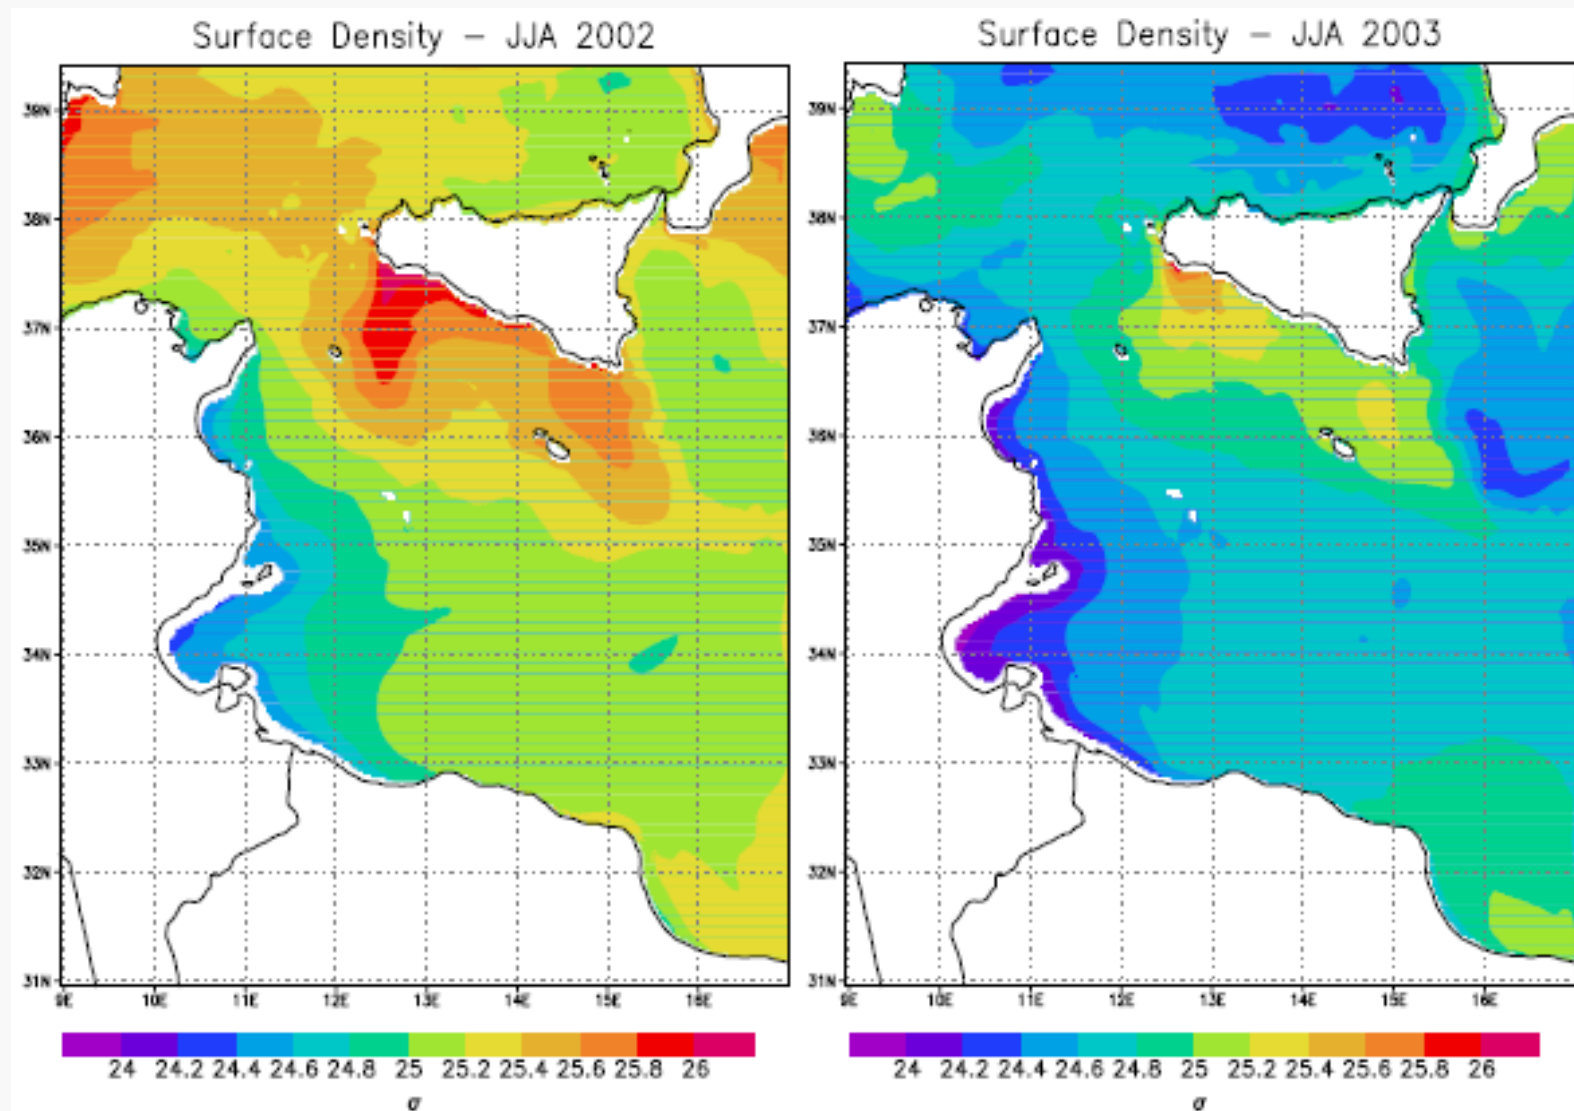 Surface Density – JJA 2002
39N
38N
37N
36N
35N
34N
33N
32N
31N
9E 10E 11E 12E 13E 14E 15E 16E
24 24.2 24.4 24.6 24.8 25 25.2 25.4 25.6 25.8 26
σ
Surface Density – JJA 2003
39N
38N
37N
36N
35N
34N
33N
32N
31N
9E 10E 11E 12E 13E 14E 15E 16E
24 24.2 24.4 24.6 24.8 25 25.2 25.4 25.6 25.8 26
σ